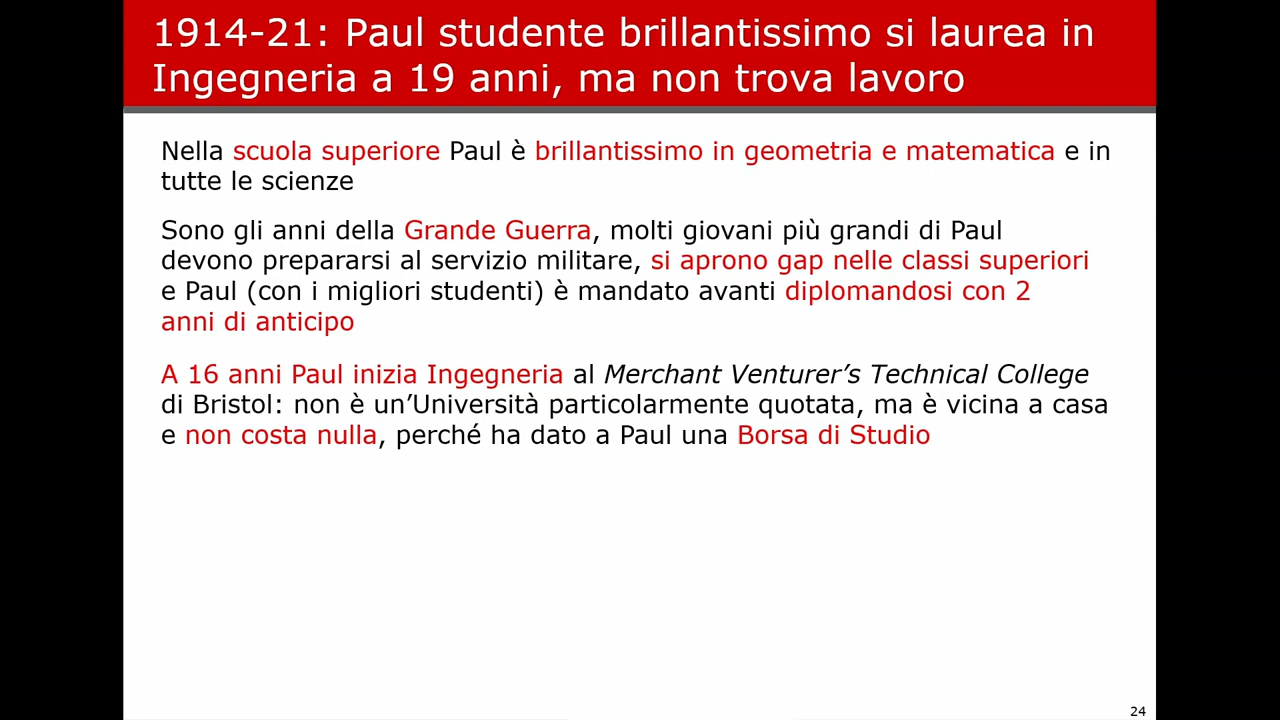 1914-21: Paul studente brillantissimo si laurea in
Ingegneria a 19 anni, ma non trova lavoro
Nella scuola superiore Paul è brillantissimo in geometria e matematica e in
tutte le scienze
Sono gli anni della Grande Guerra, molti giovani più grandi di Paul
devono prepararsi al servizio militare, si aprono gap nelle classi superiori
e Paul (con i migliori studenti) è mandato avanti diplomandosi con 2
anni di anticipo
A 16 anni Paul inizia Ingegneria al Merchant Venturer’s Technical College
di Bristol: non è un’Università particolarmente quotata, ma è vicina a casa
e non costa nulla, perché ha dato a Paul una Borsa di Studio
24